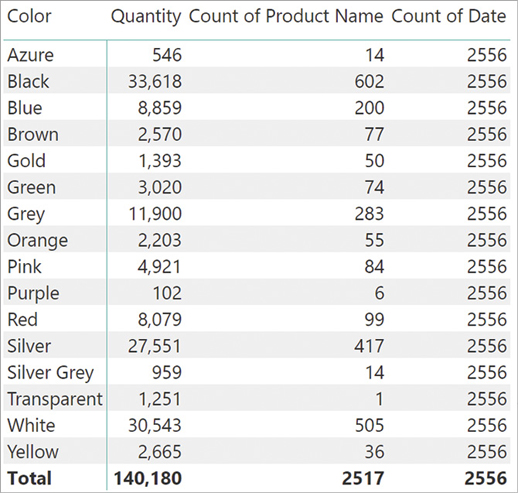 Color Quantity Count of Product Name Count of Date
Azure 546 14 2556
Black 33,618 602 2556
Blue 8,859 200 2556
Brown 2,570 77 2556
Gold 1,393 50 2556
Green 3,020 74 2556
Grey 11,900 283 2556
Orange 2,203 55 2556
Pink 4,921 84 2556
Purple 102 6 2556
Red 8,079 99 2556
Silver 27,551 417 2556
Silver Grey 959 14 2556
Transparent 1,251 1 2556
White 30,543 505 2556
Yellow 2,665 36 2556
Total 140,180 2517 2556